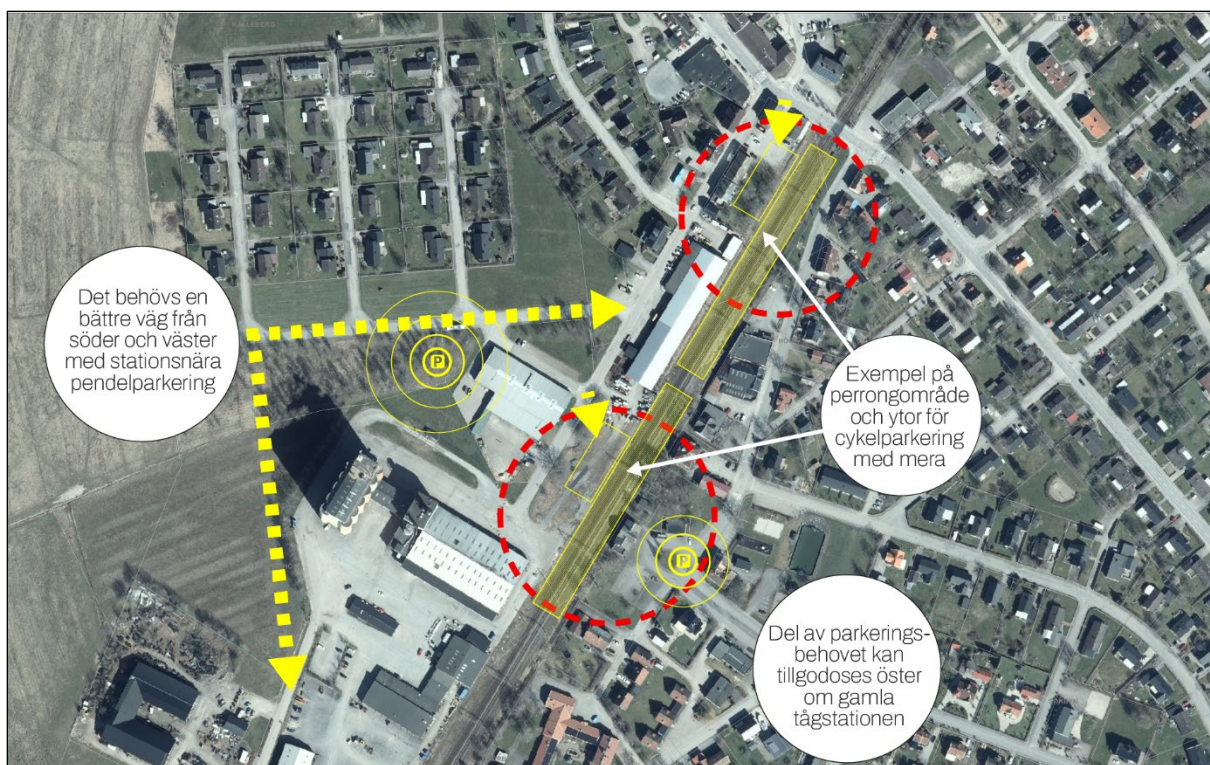 KÄLLEBERG
Det behövs en
bättre väg från
söder och väster
med stationsnära
pendelparkering
P
Exempel på
perrongområde
och ytor för
cykelparkering
med mera
P
Del av parkerings-
behovet kan
tillgodoses öster
om gamla
tågstationen